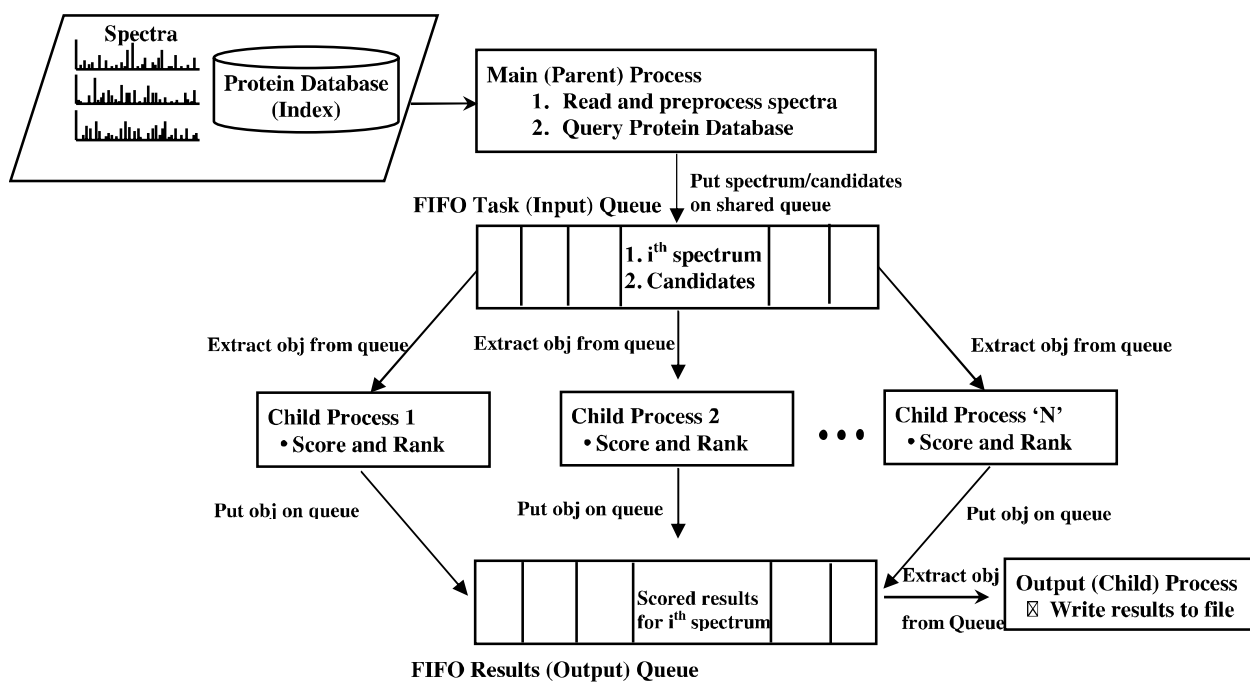 Spectra
Protein Database
(Index)
Main (Parent) Process
1. Read and preprocess spectra
2. Query Protein Database
Put spectrum/candidates
on shared queue
FIFO Task (Input) Queue
1. ith spectrum
2. Candidates
Extract obj from queue
Extract obj from queue
Extract obj from queue
Child Process 1
• Score and Rank
Child Process 2
• Score and Rank
• • •
Child Process ‘N’
• Score and Rank
Put obj on queue
Put obj on queue
Put obj on queue
Scored results
for ith spectrum
Extract obj
from Queue
Output (Child) Process
Write results to file
FIFO Results (Output) Queue